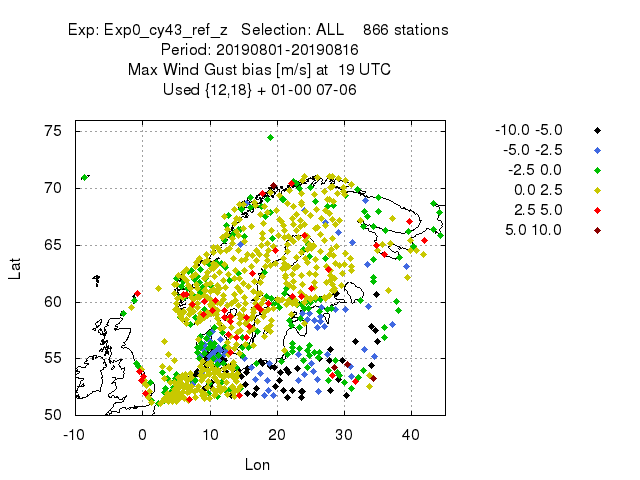 Exp: Exp0_cy43_ref_z   Selection: ALL    866 stations
Period: 20190801-20190816
Max Wind Gust bias [m/s] at  19 UTC
Used {12,18} + 01-00 07-06
-10.0 -5.0
-5.0 -2.5
-2.5 0.0
0.0 2.5
2.5 5.0
5.0 10.0
75
70
65
60
55
50
Lat
-10 0 10 20 30 40
Lon